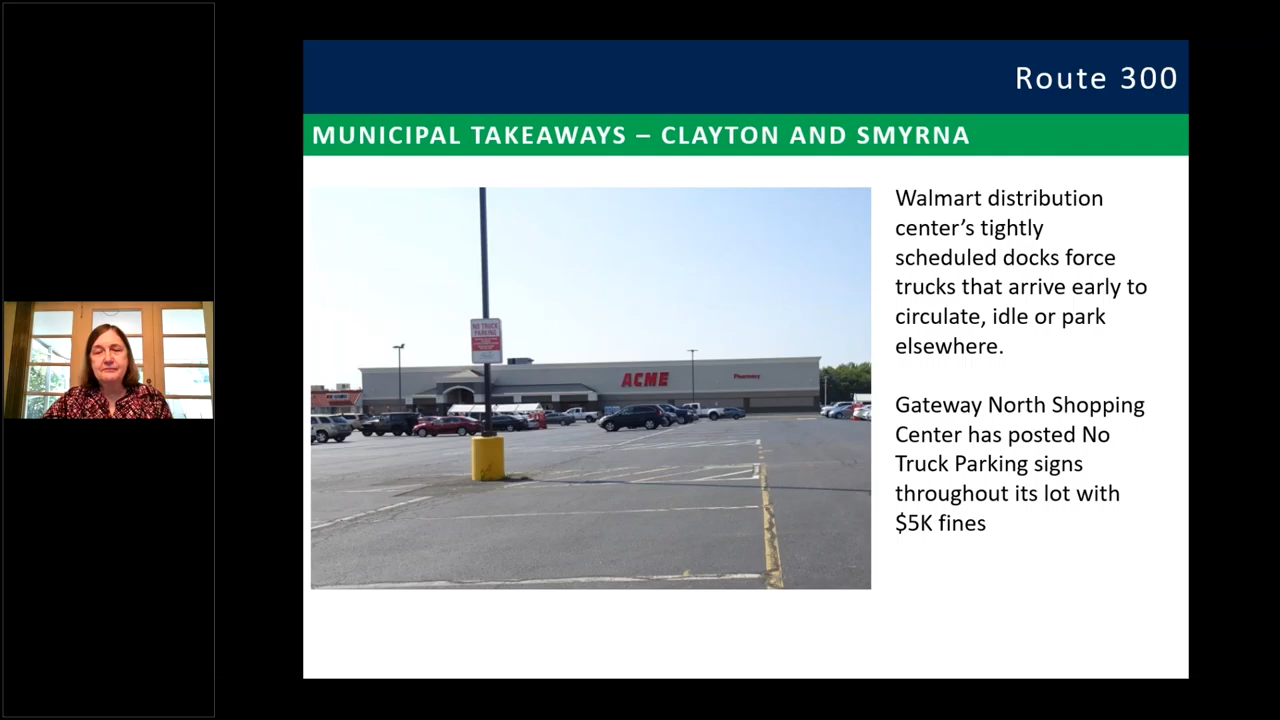 Route 300
MUNICIPAL TAKEAWAYS – CLAYTON AND SMYRNA
NO TRUCK
PARKING
ACME
Pharmacy
Walmart distribution
center’s tightly
scheduled docks force
trucks that arrive early to
circulate, idle or park
elsewhere.
Gateway North Shopping
Center has posted No
Truck Parking signs
throughout its lot with
$5K fines